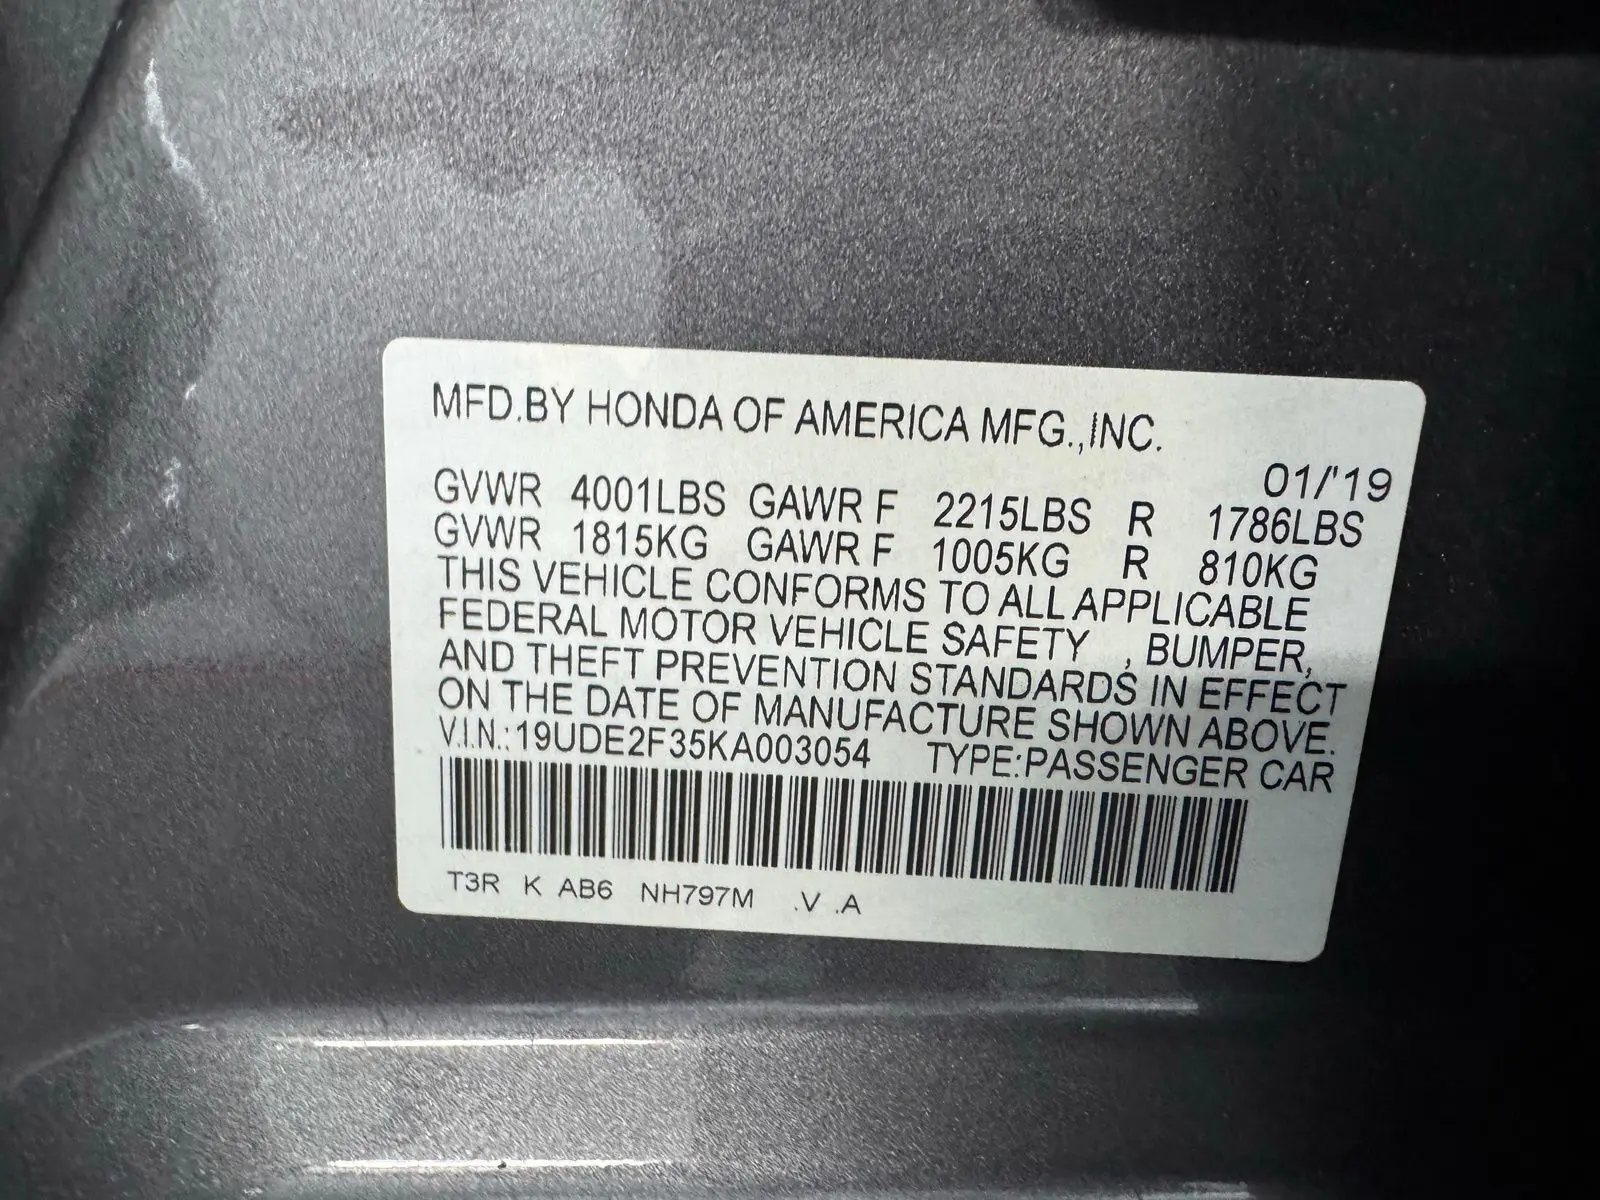 MFD.BY HONDA OF AMERICA MFG.,INC.
01/'19
GVWR 4001LBS GAWR F 2215LBS R 1786LBS
GVWR 1815KG GAWR F 1005KG R 810KG
THIS VEHICLE CONFORMS TO ALL APPLICABLE
FEDERAL MOTOR VEHICLE SAFETY , BUMPER,
AND THEFT PREVENTION STANDARDS IN EFFECT
ON THE DATE OF MANUFACTURE SHOWN ABOVE.
V.I.N.:19UDE2F35KA003054 TYPE:PASSENGER CAR
T3R K AB6 NH797M .V .A